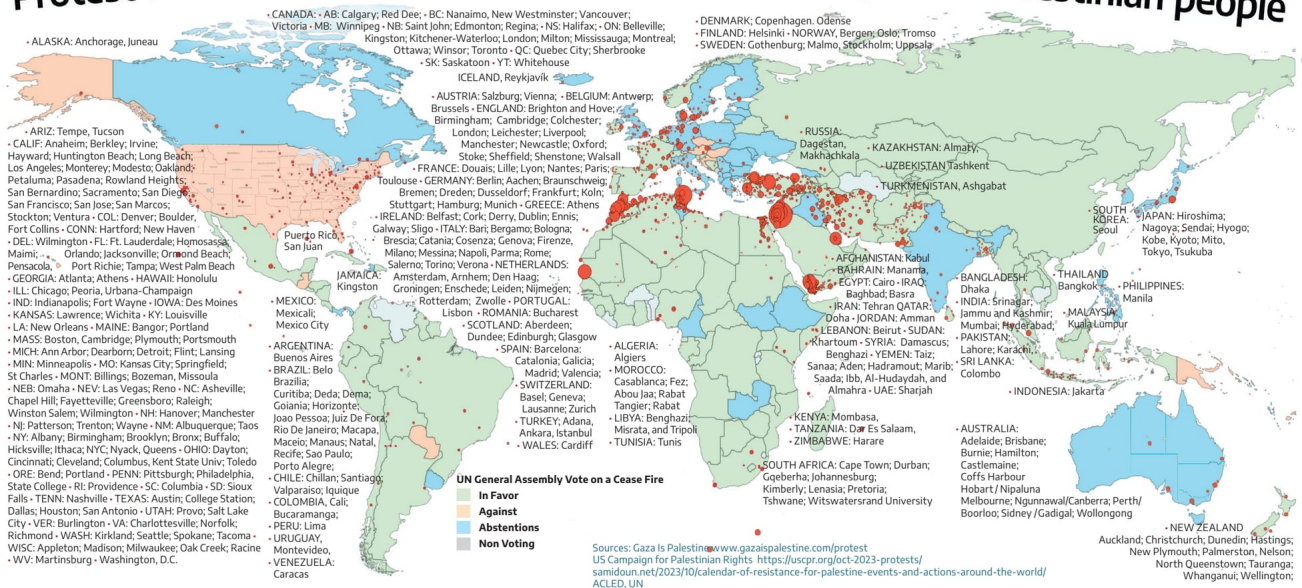 • ALASKA: Anchorage, Juneau
• CANADA: • AB: Calgary; Red Dee; • BC: Nanaimo, New Westminster; Vancouver;
Victoria • MB: Winnipeg • NB: Saint John; Edmonton; Regina • NS: Halifax; • ON: Belleville;
Kingston; Kitchener-Waterloo; London; Milton; Mississauga; Montreal;
Ottawa; Winsor; Toronto • QC: Quebec City; Sherbrooke
• SK: Saskatoon • YT: Whitehouse
people
• DENMARK; Copenhagen. Odense
• FINLAND: Helsinki • NORWAY, Bergen; Oslo; Tromso
• SWEDEN: Gothenburg; Malmo, Stockholm; Uppsala
ICELAND, Reykjavík
• AUSTRIA: Salzburg; Vienna; • BELGIUM: Antwerp;
Brussels • ENGLAND: Brighton and Hove;
Birmingham; Cambridge; Colchester;
London; Leichester; Liverpool;
Manchester; Newcastle; Oxford;
Stoke; Sheffield; Shenstone; Walsall
• FRANCE: Douais; Lille; Lyon; Nantes; Paris;
Toulouse • GERMANY: Berlin; Aachen; Braunschweig;
Bremen; Dreden; Dusseldorf; Frankfurt; Koln;
Stuttgart; Hamburg; Munich • GREECE: Athens
• IRELAND: Belfast; Cork; Derry, Dublin; Ennis;
Galway; Sligo • ITALY: Bari; Bergamo; Bologna;
Brescia; Catania; Cosenza; Genova; Firenze,
Milano; Messina; Napoli, Parma; Rome;
Salerno; Torino; Verona • NETHERLANDS:
Amsterdam, Arnhem; Den Haag;
Groningen; Enschede; Leiden; Nijmegen;
Rotterdam; Zwolle • PORTUGAL:
Lisbon • ROMANIA: Bucharest
• SCOTLAND: Aberdeen;
Dundee; Edinburgh; Glasgow
• SPAIN: Barcelona:
Catalonia; Galicia;
Madrid; Valencia;
• SWITZERLAND:
Basel; Geneva;
Lausanne; Zurich
• TURKEY; Adana,
Ankara, Istanbul
• WALES: Cardiff
• ARIZ: Tempe, Tucson
• CALIF: Anaheim; Berkley; Irvine;
Hayward; Huntington Beach; Long Beach;
Los Angeles; Monterey; Modesto; Oakland;
Petaluma; Pasadena; Rowland Heights;
San Bernardino; Sacramento; San Diego;
San Francisco; San Jose; San Marcos;
Stockton; Ventura • COL: Denver; Boulder,
Fort Collins • CONN: Hartford; New Haven
• DEL: Wilmington • FL: Ft. Lauderdale; Homosassa;
Maimi; Orlando; Jacksonville; Ormond Beach;
Pensacola, Port Richie; Tampa; West Palm Beach
• GEORGIA: Atlanta; Athens • HAWAII: Honolulu
• ILL: Chicago; Peoria, Urbana-Champaign
• IND: Indianapolis; Fort Wayne • IOWA: Des Moines
• KANSAS: Lawrence; Wichita • KY: Louisville
• LA: New Orleans • MAINE: Bangor; Portland
• MASS: Boston, Cambridge; Plymouth; Portsmouth
• MICH: Ann Arbor; Dearborn; Detroit; Flint; Lansing
• MIN: Minneapolis • MO: Kansas City; Springfield;
St Charles • MONT: Billings; Bozeman, Missoula
• NEB: Omaha • NEV: Las Vegas; Reno • NC: Asheville;
Chapel Hill; Fayetteville; Greensboro; Raleigh;
Winston Salem; Wilmington • NH: Hanover; Manchester
• NJ: Patterson; Trenton; Wayne • NM: Albuquerque; Taos
• NY: Albany; Birmingham; Brooklyn; Bronx; Buffalo;
Hicksville; Ithaca; NYC; Nyack, Queens • OHIO: Dayton;
Cincinnati; Cleveland; Columbus, Kent State Univ; Toledo
• ORE: Bend; Portland • PENN: Pittsburgh; Philadelphia,
State College • RI: Providence • SC: Columbia • SD: Sioux
Falls • TENN: Nashville • TEXAS: Austin; College Station;
Dallas; Houston; San Antonio • UTAH: Provo; Salt Lake
City • VER: Burlington • VA: Charlottesville; Norfolk;
Richmond • WASH: Kirkland; Seattle; Spokane; Tacoma •
WISC: Appleton; Madison; Milwaukee; Oak Creek; Racine
• WV: Martinsburg • Washington, D.C.
Puerto Rico,
San Juan
JAMAICA:
Kingston
• MEXICO:
Mexicali;
Mexico City
• ARGENTINA:
Buenos Aires
• BRAZIL: Belo
Brazilia;
Curitiba; Deda; Dema;
Goiania; Horizonte;
Joao Pessoa; Juiz De Fora;
Rio De Janeiro; Macapa,
Maceio; Manaus; Natal,
Recife; Sao Paulo;
Porto Alegre;
• CHILE: Chillan; Santiago;
Valparaiso; Iquique
• COLOMBIA, Cali;
Bucaramanga;
• PERU: Lima
• URUGUAY,
Montevideo,
• VENEZUELA:
Caracas
• ALGERIA:
Algiers
• MOROCCO:
Casablanca; Fez;
Abou Jaa; Rabat
Tangier; Rabat
• LIBYA: Benghazi;
Misrata, and Tripoli
• TUNISIA: Tunis
• RUSSIA:
Dagestan,
Makhachkala
• KAZAKHSTAN: Almaty,
• UZBEKISTAN Tashkent
TURKMENISTAN, Ashgabat
• AFGHANISTAN: Kabul
• BAHRAIN: Manama,
• EGYPT: Cairo • IRAQ:
Baghbad; Basra
• IRAN: Tehran QATAR:
Doha • JORDAN: Amman
• LEBANON: Beirut • SUDAN:
Khartoum • SYRIA: Damascus;
Benghazi • YEMEN: Taiz;
Sanaa; Aden; Hadramout; Marib;
Saada; Ibb, Al-Hudaydah, and
Almahra • UAE: Sharjah
• KENYA: Mombasa,
• TANZANIA: Dar Es Salaam,
• ZIMBABWE: Harare
• SOUTH AFRICA: Cape Town; Durban;
Gqeberha; Johannesburg;
Kimberly; Lenasia; Pretoria;
Tshwane; Witswatersrand University
• BANGLADESH:
Dhaka
• INDIA: Srinagar;
Jammu and Kashmir;
Mumbai; Hyderabad;
• PAKISTAN:
Lahore; Karachi,
• SRI LANKA:
Colombo
• THAILAND
Bangkok
• MALAYSIA,
Kuala Lumpur
• PHILIPPINES:
Manila
• INDONESIA: Jakarta
SOUTH
KOREA:
Seoul
• JAPAN: Hiroshima;
Nagoya; Sendai; Hyogo;
Kobe, Kyoto; Mito,
Tokyo, Tsukuba
• AUSTRALIA:
Adelaide; Brisbane;
Burnie; Hamilton;
Castlemaine;
Coffs Harbour
Hobart / Nipaluna
Melbourne; Ngunnawal/Canberra; Perth/
Boorloo; Sidney /Gadigal; Wollongong
• NEW ZEALAND
Auckland; Christchurch; Dunedin; Hastings;
New Plymouth; Palmerston, Nelson;
North Queenstown; Tauranga;
Whanganui; Wellington;
UN General Assembly Vote on a Cease Fire
In Favor
Against
Abstentions
Non Voting
Sources: Gaza Is Palestine www.gazaispalestine.com/protest
US Campaign for Palestinian Rights https://uscpr.org/oct-2023-protests/
samidoun.net/2023/10/calendar-of-resistance-for-palestine-events-and-actions-around-the-world/
ACLED, UN